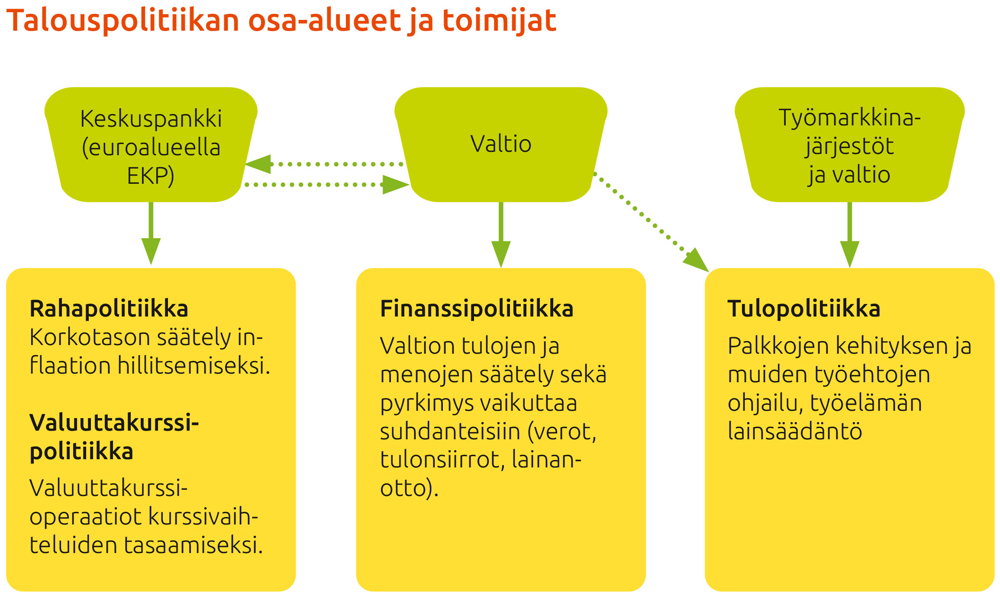 Talouspolitiikan osa-alueet ja toimijat
Keskuspankki
(euroalueella
EKP)
Valtio
Työmarkkina-
järjestöt
ja valtio
Rahapolitiikka
Korkotason säätely in-
flaation hillitsemiseksi.
Valuuttakurssi-
politiikka
Valuuttakurssi-
operaatiot kurssivaih-
teluiden tasaamiseksi.
Finanssipolitiikka
Valtion tulojen ja
menojen säätely sekä
pyrkimys vaikuttaa
suhdanteisiin (verot,
tulonsiirrot, lainan-
otto).
Tulopolitiikka
Palkkojen kehityksen ja
muiden työehtojen
ohjailu, työelämän
lainsäädäntö